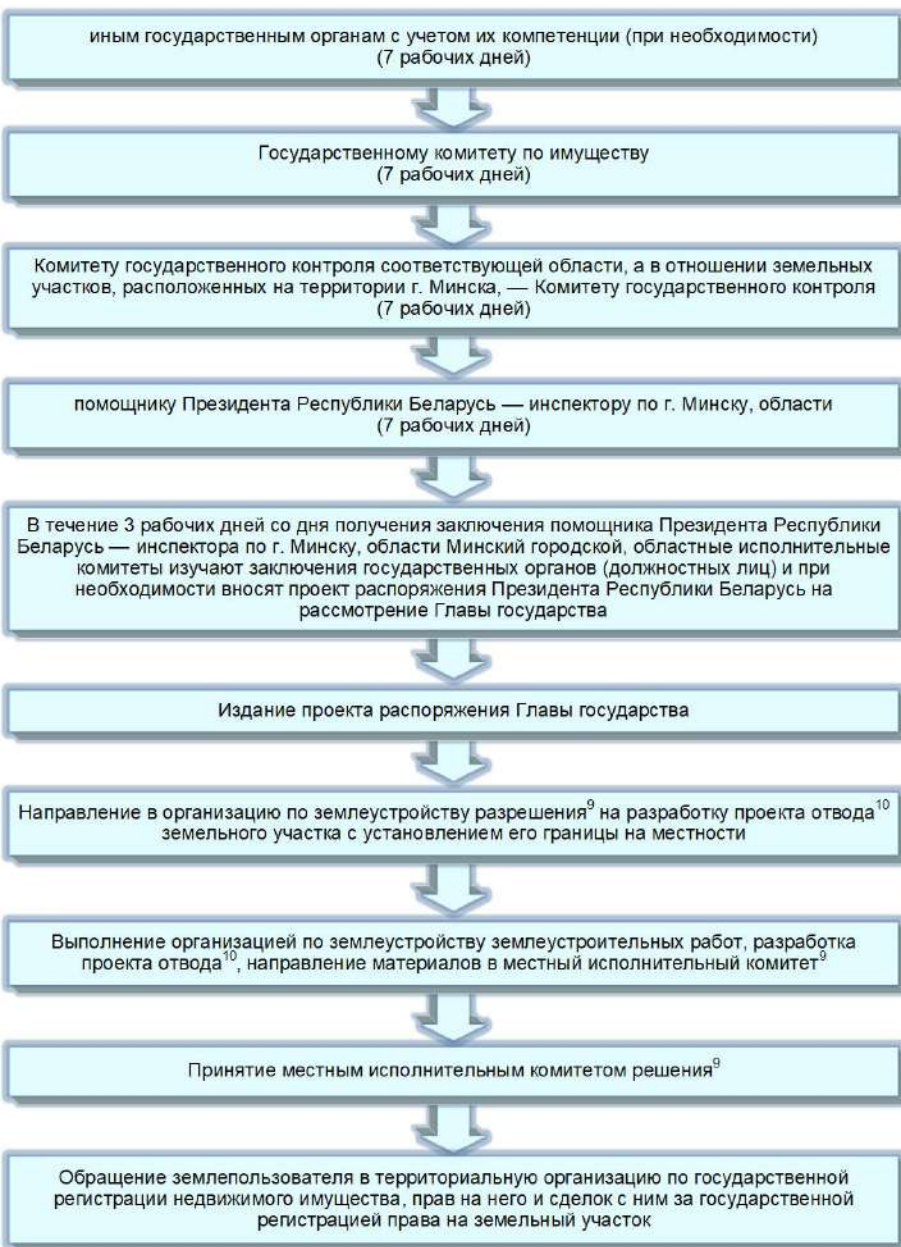 иным государственным органам с учетом их компетенции (при необходимости)
(7 рабочих дней)
Государственному комитету по имуществу
(7 рабочих дней)
Комитету государственного контроля соответствующей области, а в отношении земельных
участков, расположенных на территории г. Минска, — Комитету государственного контроля
(7 рабочих дней)
помощнику Президента Республики Беларусь — инспектору по г. Минску, области
(7 рабочих дней)
В течение 3 рабочих дней со дня получения заключения помощника Президента Республики
Беларусь — инспектора по г. Минску, области Минский городской, областные исполнительные
комитеты изучают заключения государственных органов (должностных лиц) и при
необходимости вносят проект распоряжения Президента Республики Беларусь на
рассмотрение Главы государства
Издание проекта распоряжения Главы государства
Направление в организацию по землеустройству разрешения⁹ на разработку проекта отвода¹⁰
земельного участка с установлением его границы на местности
Выполнение организацией по землеустройству землеустроительных работ, разработка
проекта отвода¹⁰, направление материалов в местный исполнительный комитет⁹
Принятие местным исполнительным комитетом решения⁹
Обращение землепользователя в территориальную организацию по государственной
регистрации недвижимого имущества, прав на него и сделок с ним за государственной
регистрацией права на земельный участок